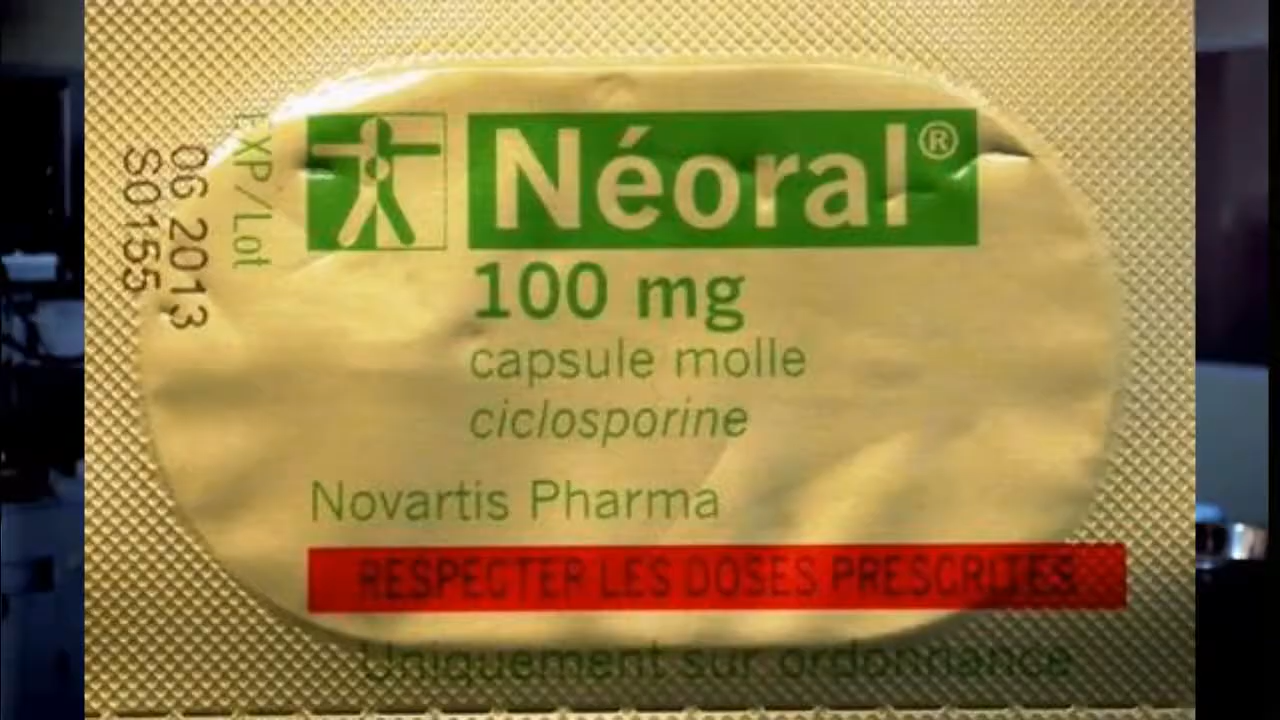 EXP/Lot
06 2013
S0155
Néoral®
100 mg
capsule molle
ciclosporine
Novartis Pharma
RESPECTER LES DOSES PRESCRITES
Uniquement sur ordonnance